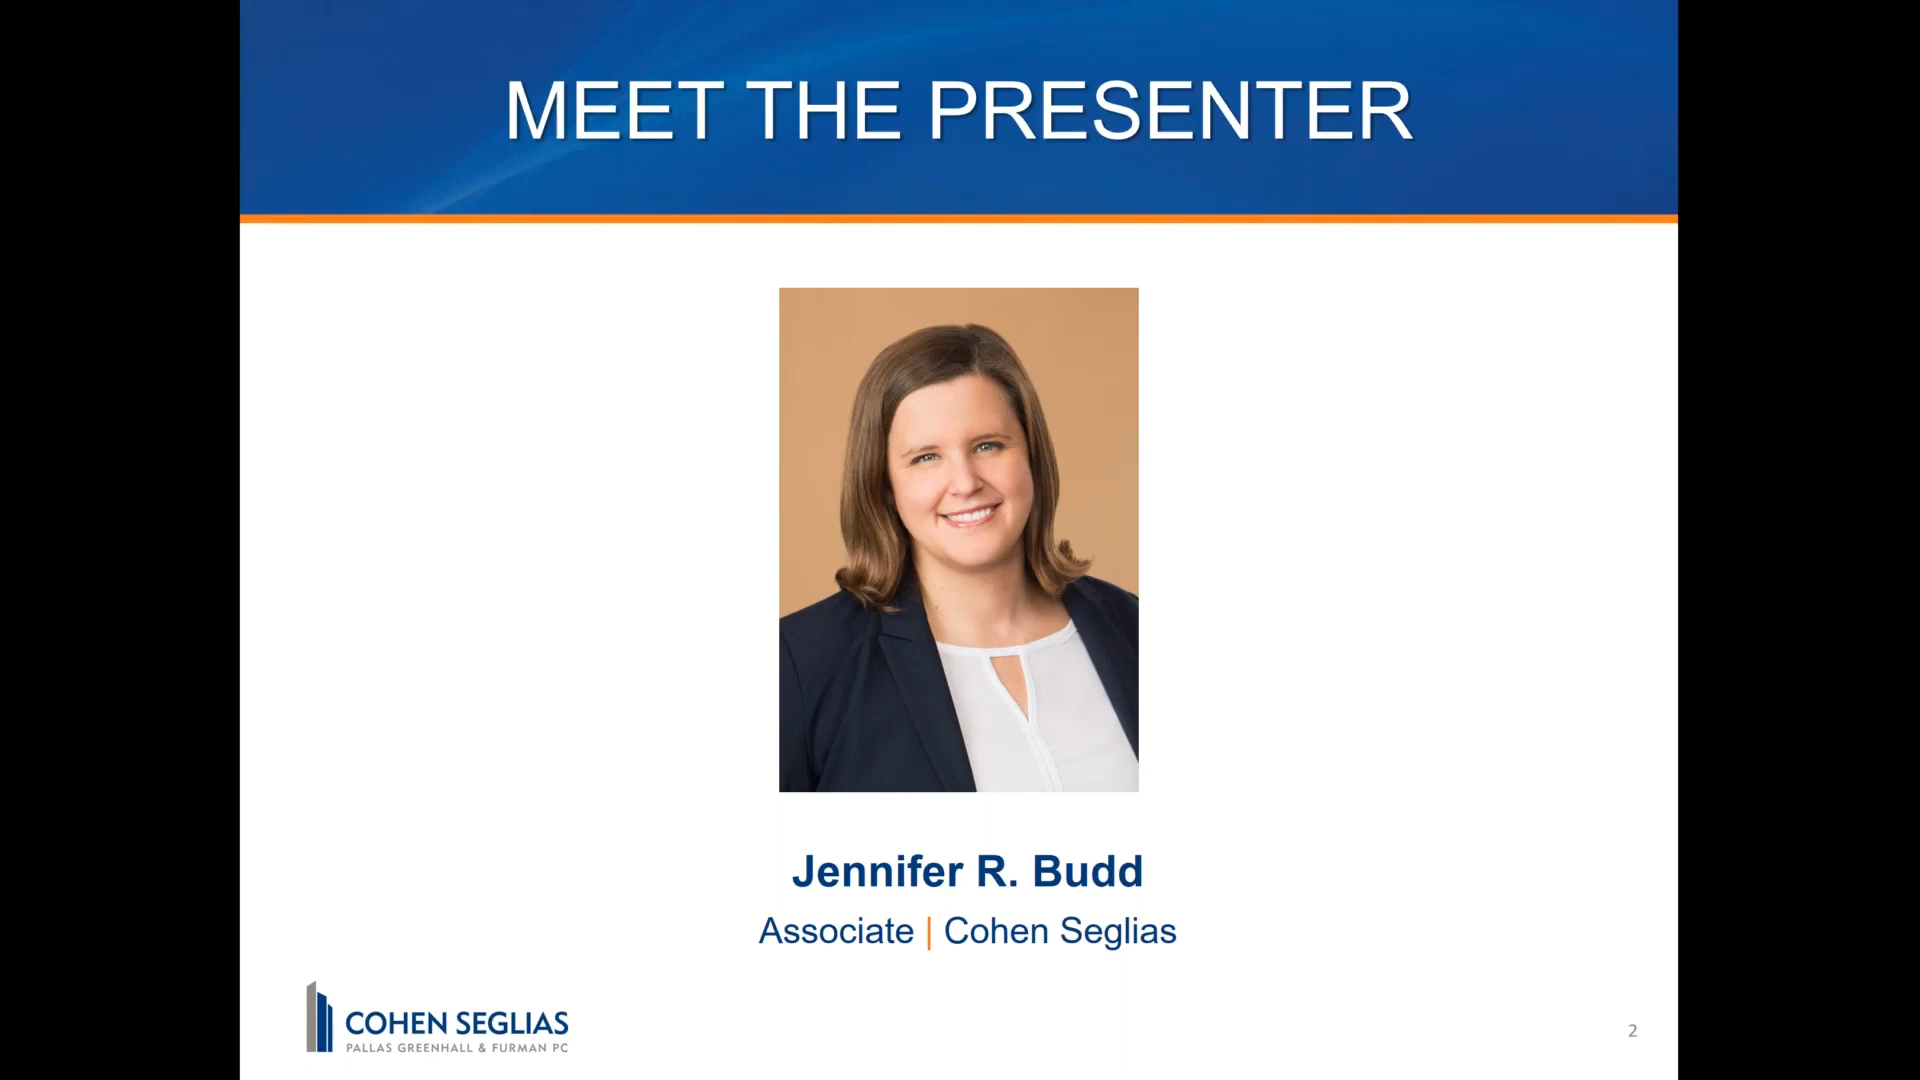 MEET THE PRESENTER
Jennifer R. Budd
Associate | Cohen Seglias
COHEN SEGLIAS
PALLAS GREENHALL & FURMAN PC
2